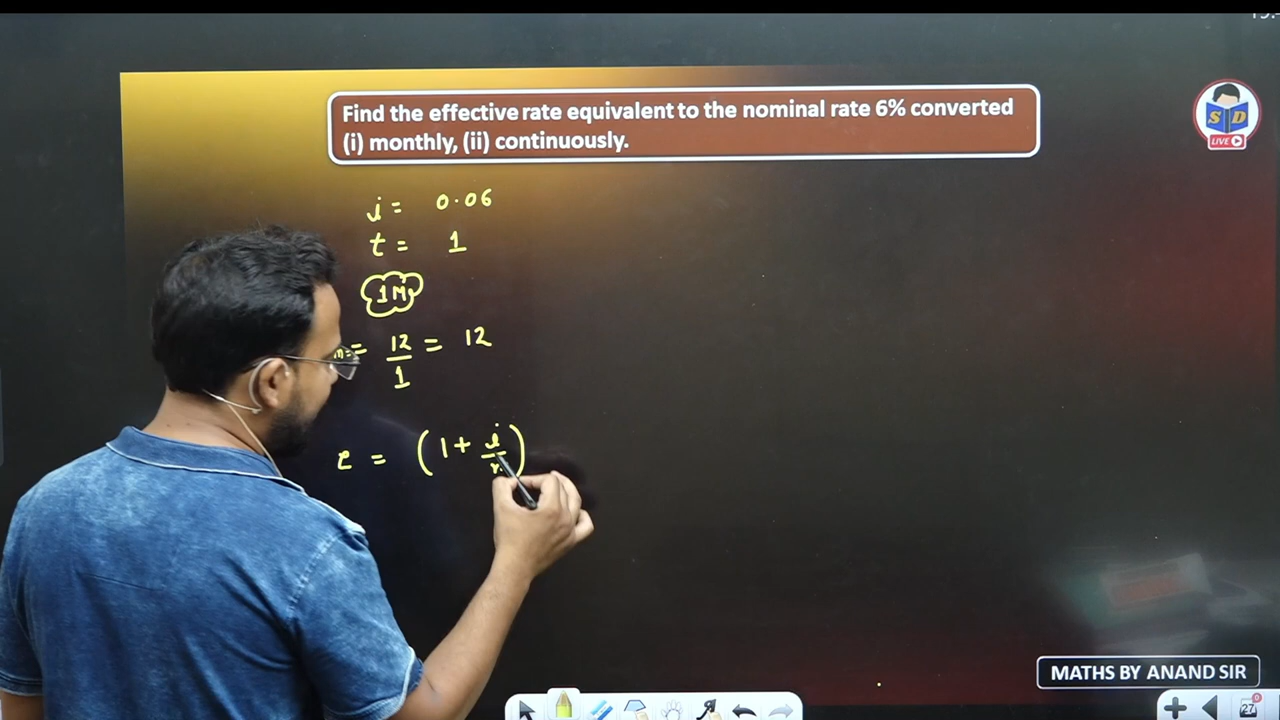 Find the effective rate equivalent to the nominal rate 6% converted
(i) monthly, (ii) continuously.
S D
LIVE
i = 0.06
t = 1
1M
= 12/1 = 12
e = (1 + i/
MATHS BY ANAND SIR
27